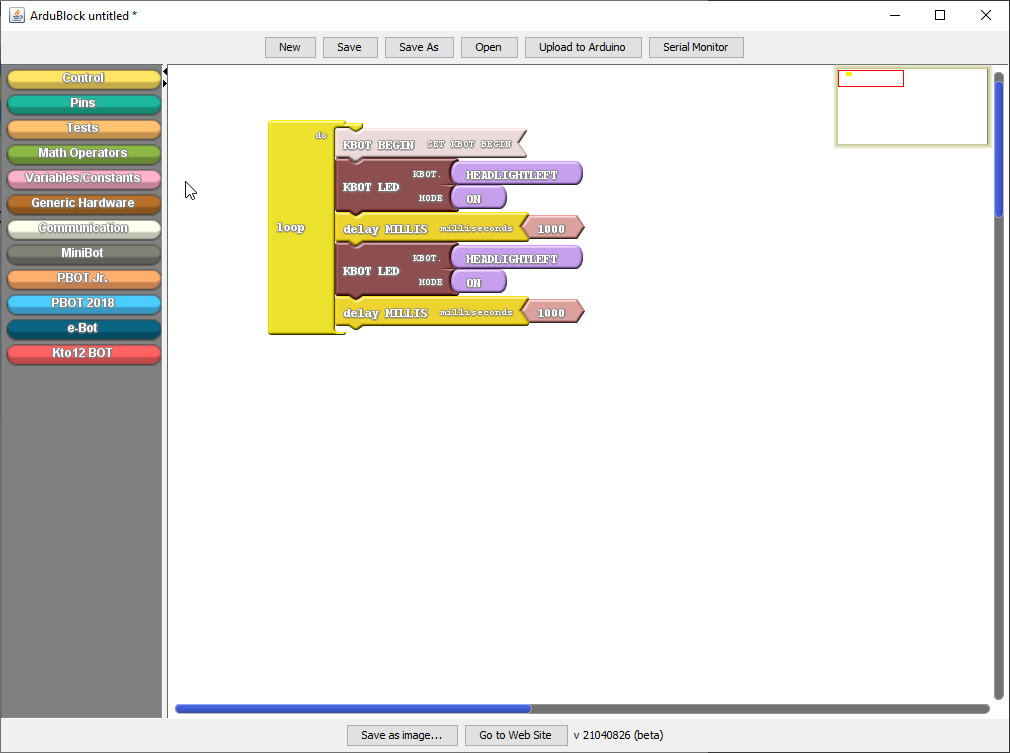 ArduBlock untitled *
New Save Save As Open Upload to Arduino Serial Monitor
Control
Pins
Tests
Math Operators
Variables/Constants
Generic Hardware
Communication
MiniBot
PBOT Jr.
PBOT 2018
e-Bot
Kto12 BOT
loop
do
KBOT BEGIN SET KBOT BEGIN
KBOT LED
KBOT. HEADLIGHTLEFT
MODE ON
delay MILLIS milliseconds 1000
KBOT LED
KBOT. HEADLIGHTLEFT
MODE ON
delay MILLIS milliseconds 1000
Save as image... Go to Web Site v 21040826 (beta)